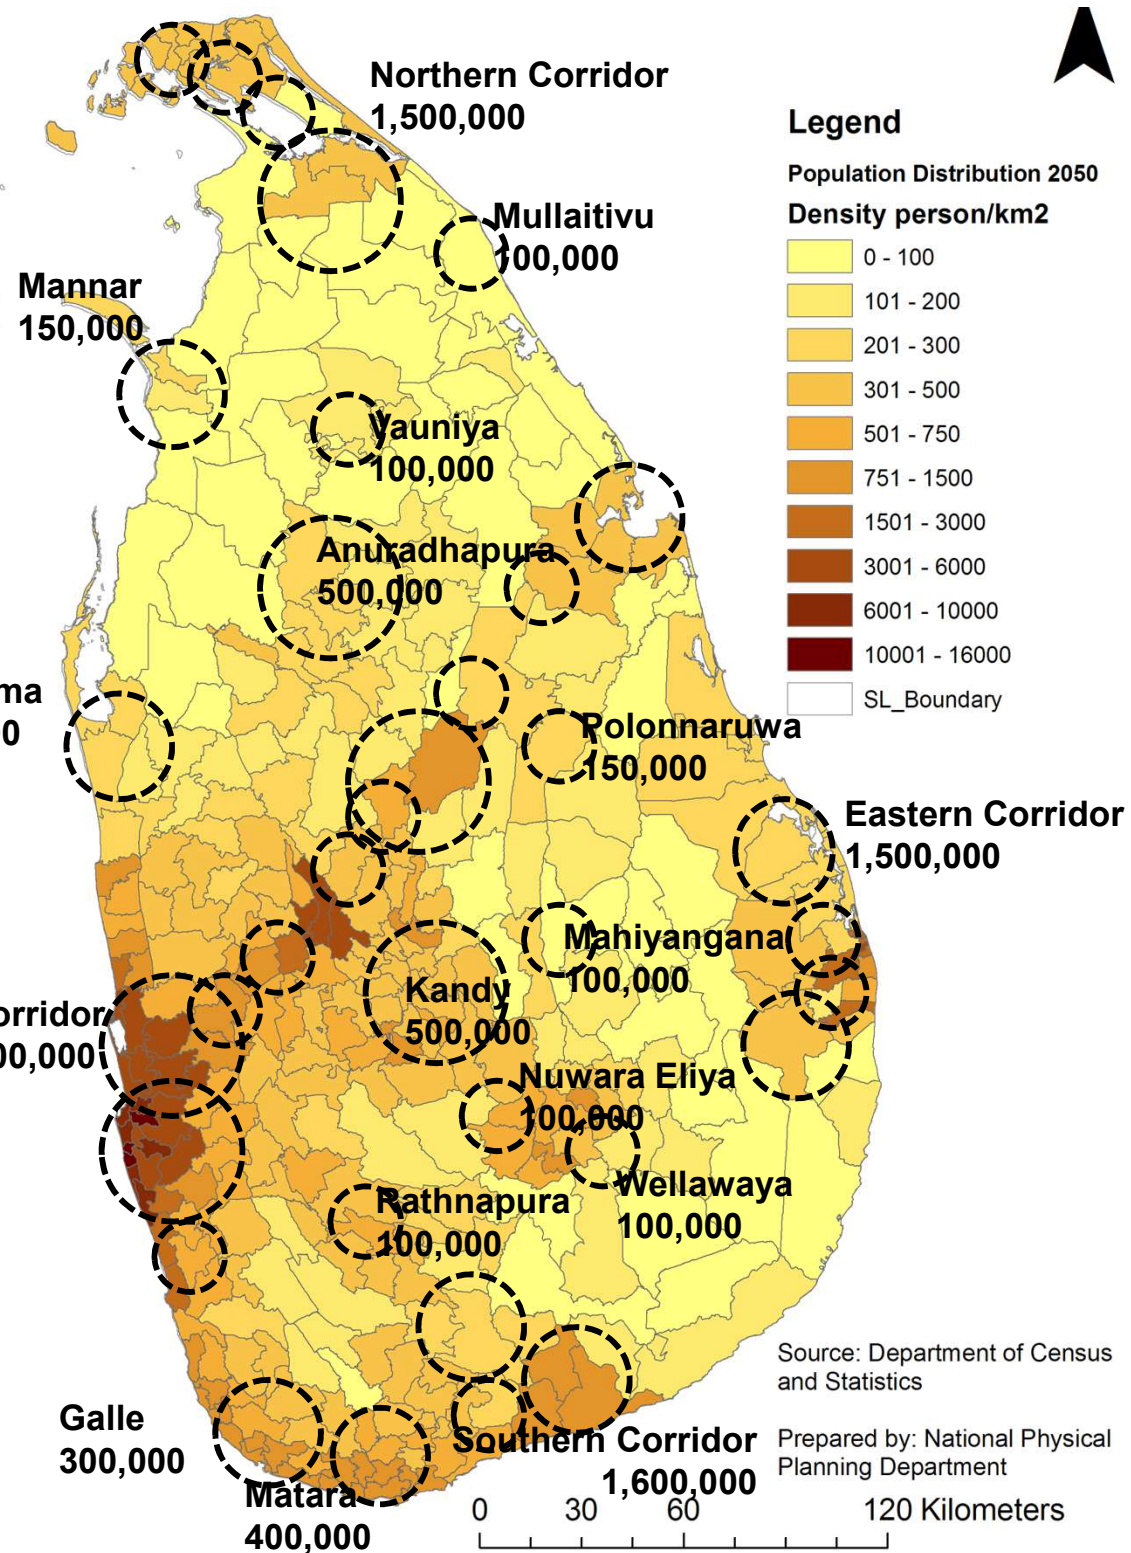 Northern Corridor
1,500,000
Legend
Population Distribution 2050
Density person/km2
0 - 100
101 - 200
201 - 300
301 - 500
501 - 750
751 - 1500
1501 - 3000
3001 - 6000
6001 - 10000
10001 - 16000
SL_Boundary
Mullaitivu
100,000
Mannar
150,000
Vauniya
100,000
Anuradhapura
500,000
ma
0
Polonnaruwa
150,000
Eastern Corridor
1,500,000
Mahiyangana
100,000
Kandy
500,000
orridor
00,000
Nuwara Eliya
100,000
Wellawaya
100,000
Rathnapura
100,000
Galle
300,000
Matara
400,000
Southern Corridor
1,600,000
Source: Department of Census
and Statistics
Prepared by: National Physical
Planning Department
0 30 60 120 Kilometers